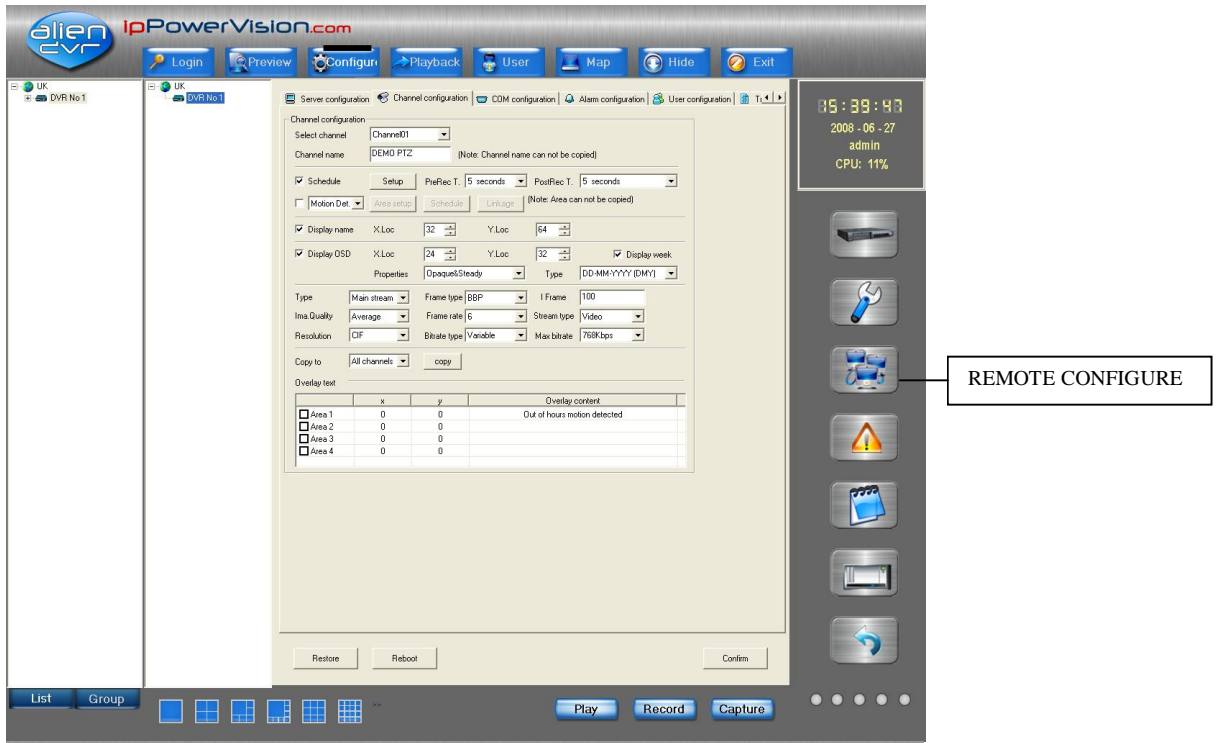 alien dvr ipPowerVision.com
Login Preview Configure Playback User Map Hide Exit
UK
DVR No 1
UK
DVR No 1
Server configuration Channel configuration COM configuration Alarm configuration User configuration
15:39:47
2008 - 06 - 27
admin
CPU: 11%
Channel configuration
Select channel Channel01
Channel name DEMO PTZ (Note: Channel name can not be copied)
Schedule Setup PreRec T. 5 seconds PostRec T. 5 seconds
Motion Det. Area setup Schedule Linkage (Note: Area can not be copied)
Display name X.Loc 32 Y.Loc 64
Display OSD X.Loc 24 Y.Loc 32 Display week
Properties Opaque&Steady Type DD-MM-YYYY (DMY)
Type Main stream Frame type BBP I Frame 100
Ima.Quality Average Frame rate 6 Stream type Video
Resolution CIF Bitrate type Variable Max bitrate 768Kbps
Copy to All channels copy
Overlay text
x y Overlay content
Area 1 0 0 Out of hours motion detected
Area 2 0 0
Area 3 0 0
Area 4 0 0
REMOTE CONFIGURE
Restore Reboot Confirm
List Group
Play Record Capture